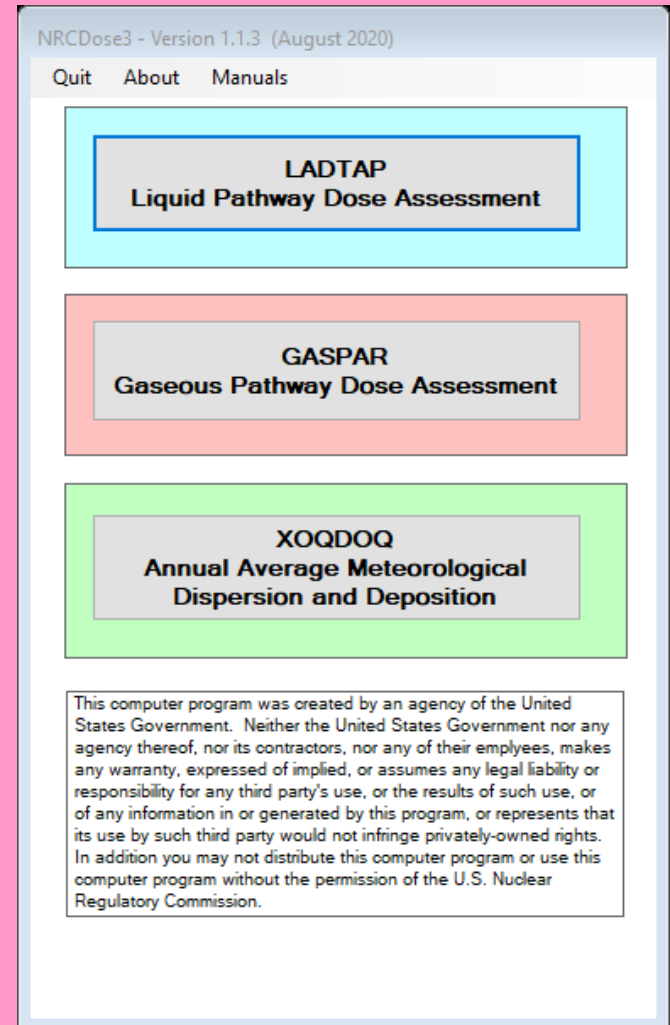 NRCDose3 - Version 1.1.3 (August 2020)
Quit About Manuals
LADTAP
Liquid Pathway Dose Assessment
GASPAR
Gaseous Pathway Dose Assessment
XOQDOQ
Annual Average Meteorological
Dispersion and Deposition
This computer program was created by an agency of the United
States Government. Neither the United States Government nor any
agency thereof, nor its contractors, nor any of their emplyees, makes
any warranty, expressed of implied, or assumes any legal liability or
responsibility for any third party's use, or the results of such use, or
of any information in or generated by this program, or represents that
its use by such third party would not infringe privately-owned rights.
In addition you may not distribute this computer program or use this
computer program without the permission of the U.S. Nuclear
Regulatory Commission.